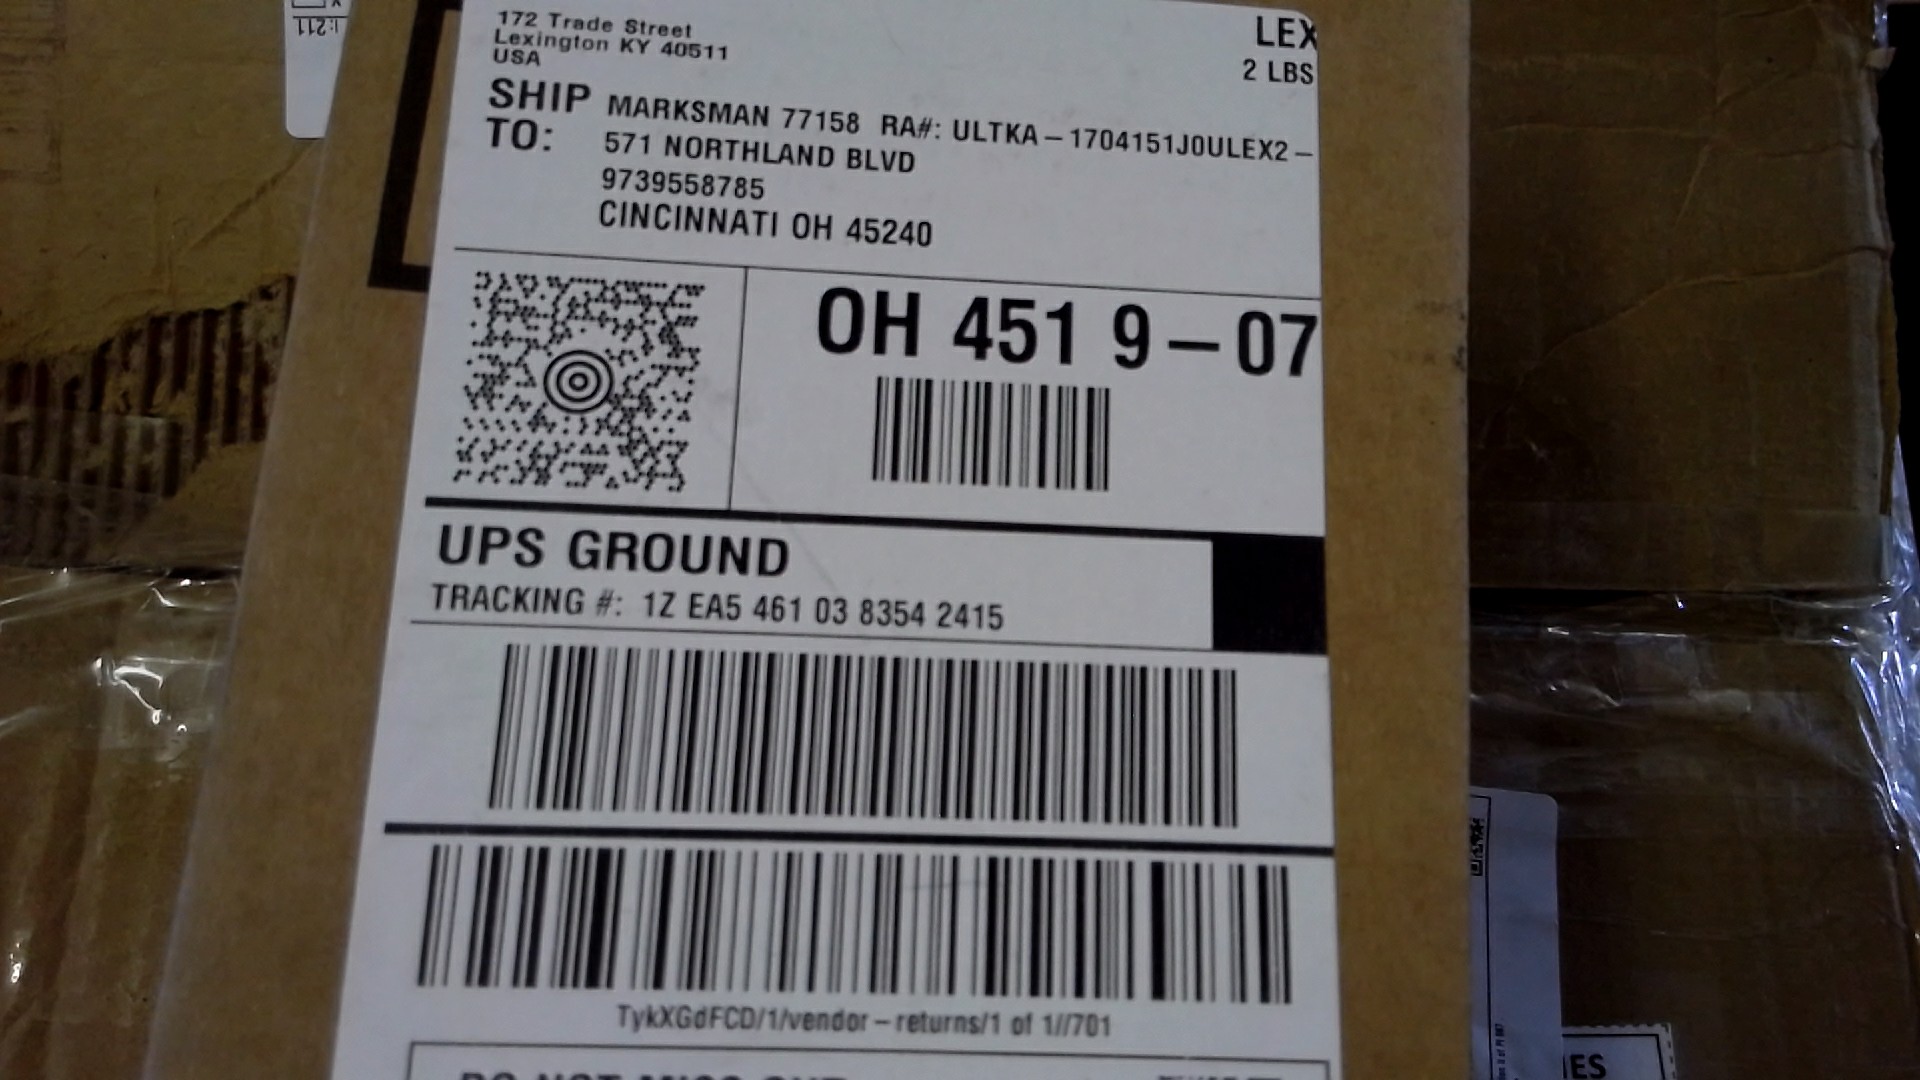 172 Trade Street
Lexington KY 40511
USA
LEX
2 LBS
SHIP TO:
MARKSMAN 77158 RA#: ULTKA – 1704151J0ULEX2 –
571 NORTHLAND BLVD
9739558785
CINCINNATI OH 45240
OH 451 9 – 07
UPS GROUND
TRACKING #: 1Z EA5 461 03 8354 2415
TykXGdFCD/1/vendor – returns/1 of 1//701